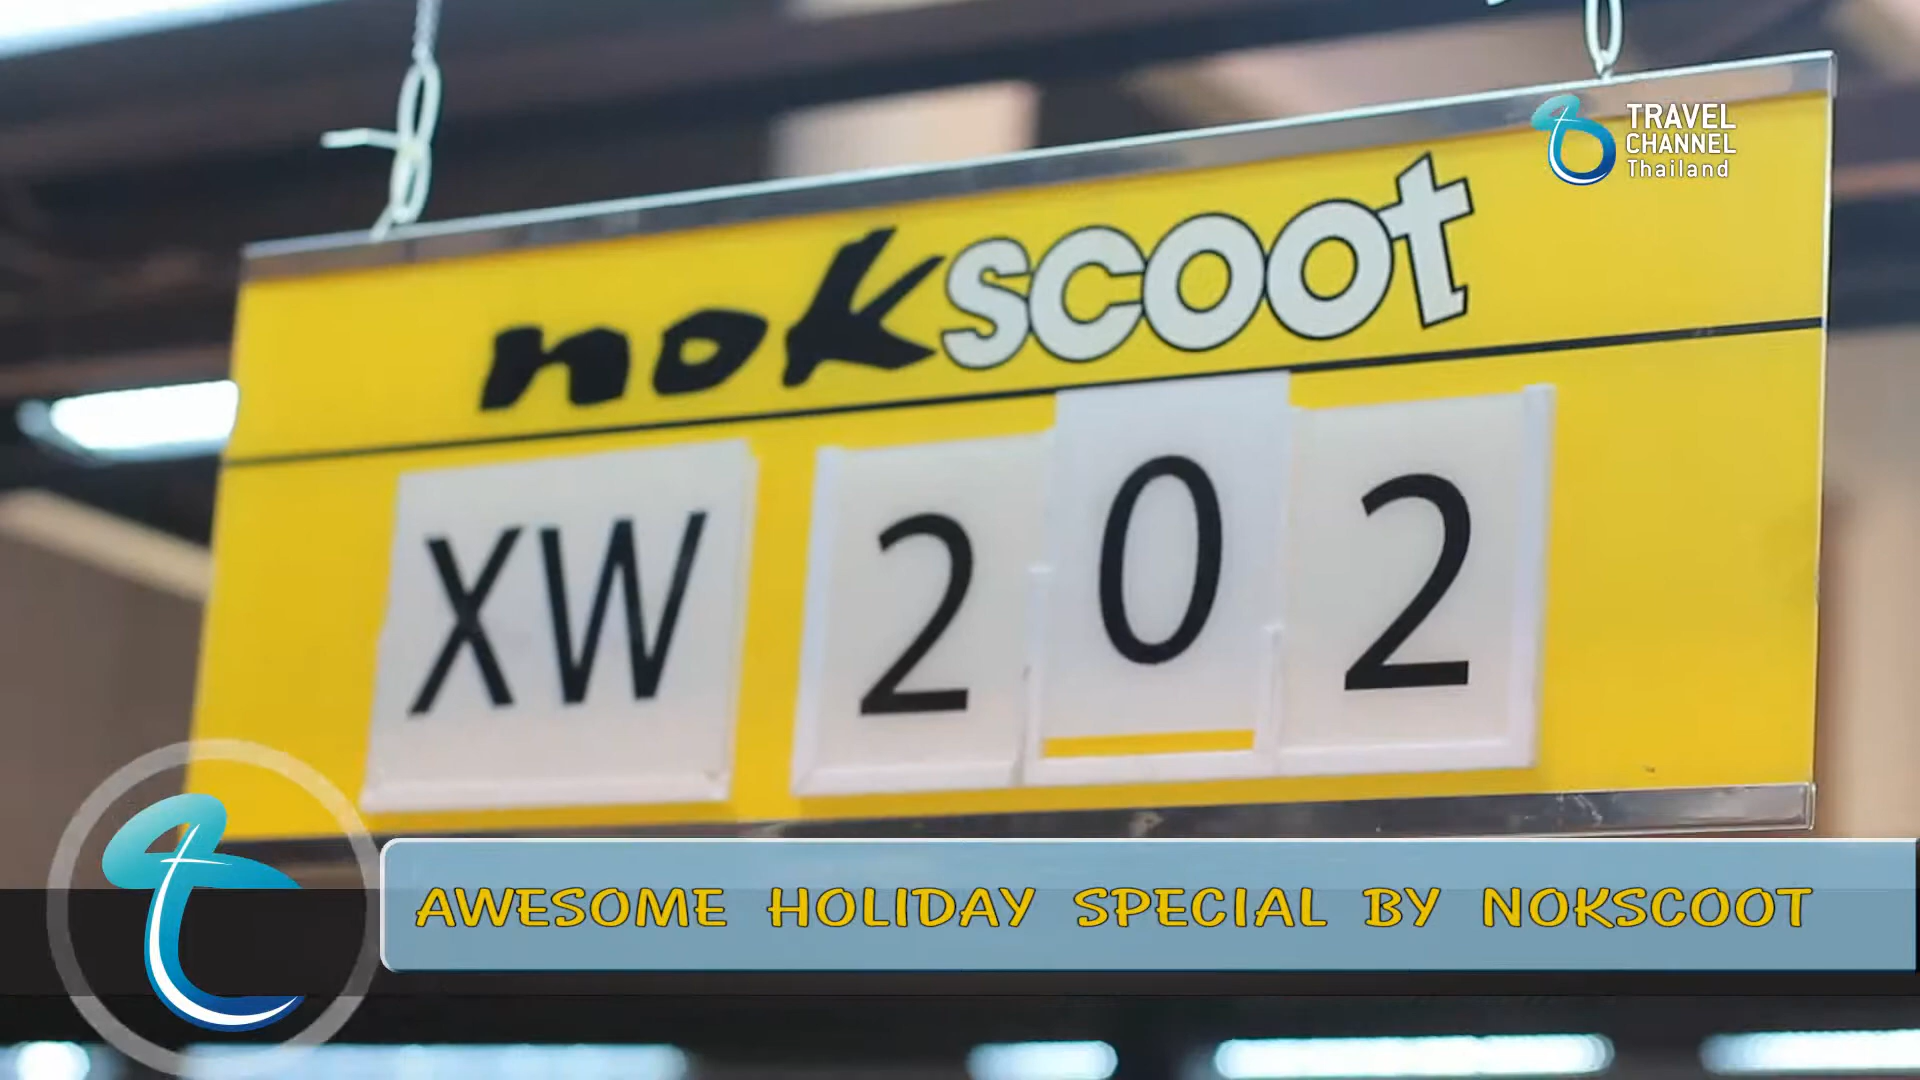 TRAVEL
CHANNEL
Thailand
nokscoot
XW 202
AWESOME HOLIDAY SPECIAL BY NOKSCOOT